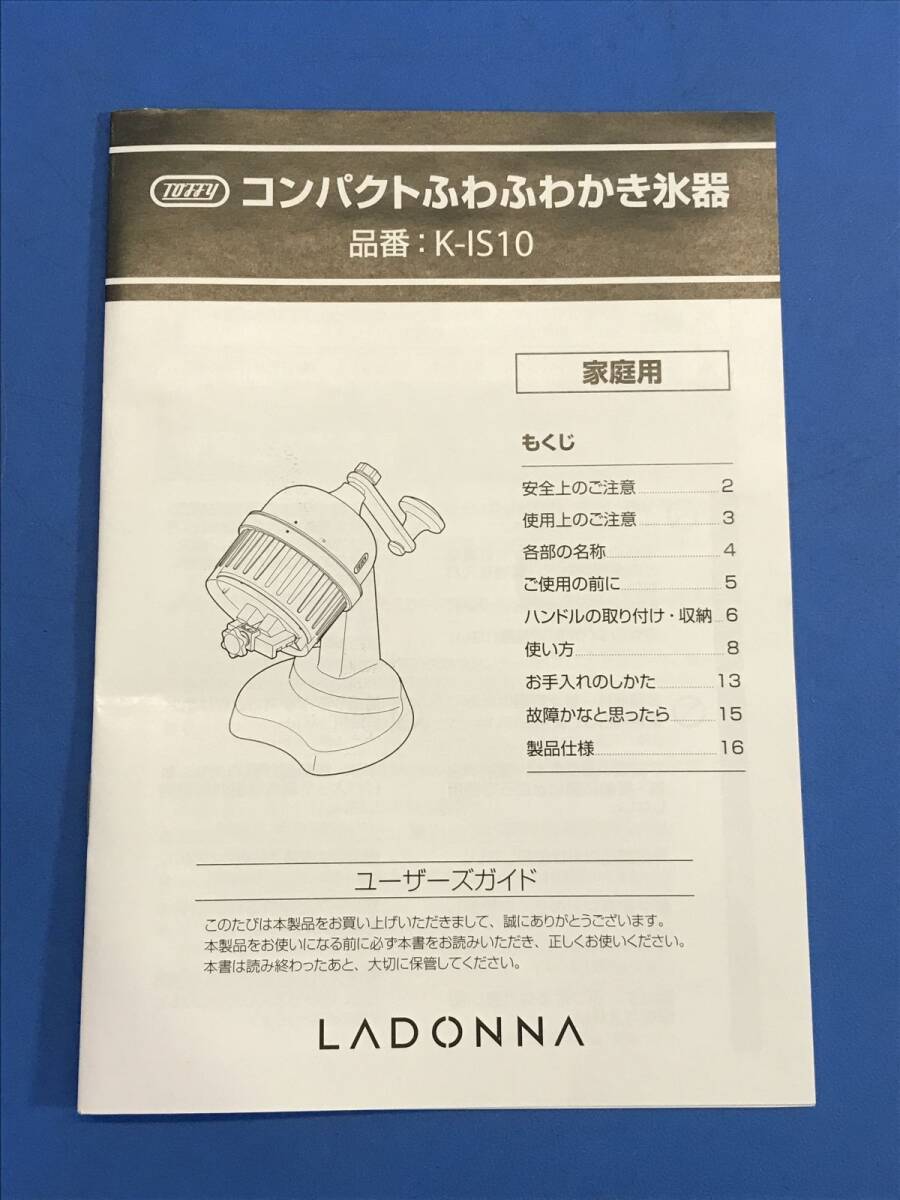 TOFFY コンパクトふわふわかき氷器
品番：K-IS10
家庭用
もくじ
安全上のご注意 2
使用上のご注意 3
各部の名称 4
ご使用の前に 5
ハンドルの取り付け・収納 6
使い方 8
お手入れのしかた 13
故障かなと思ったら 15
製品仕様 16
ユーザーズガイド
このたびは本製品をお買い上げいただきまして、誠にありがとうございます。
本製品をお使いになる前に必ず本書をお読みいただき、正しくお使いください。
本書は読み終わったあと、大切に保管してください。
LADONNA